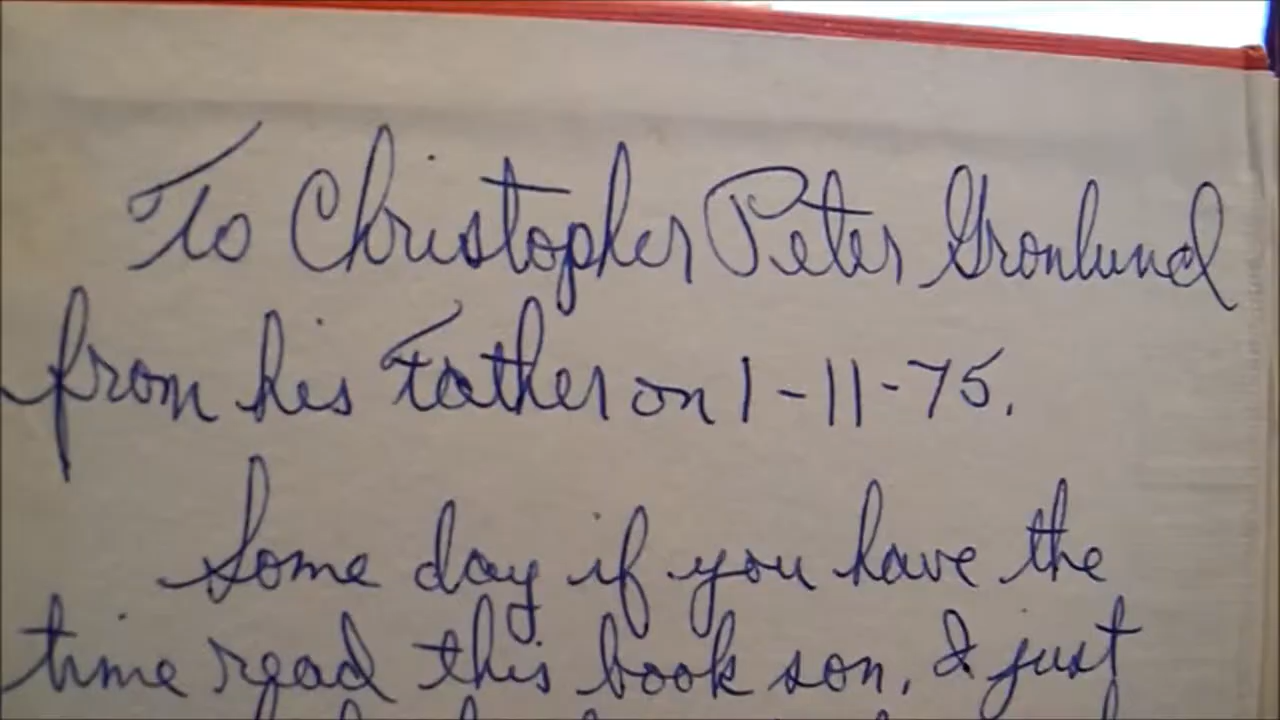 To Christopher Peter Gronlund
from his Father on 1-11-75.
Some day if you have the
time read this book son, I just